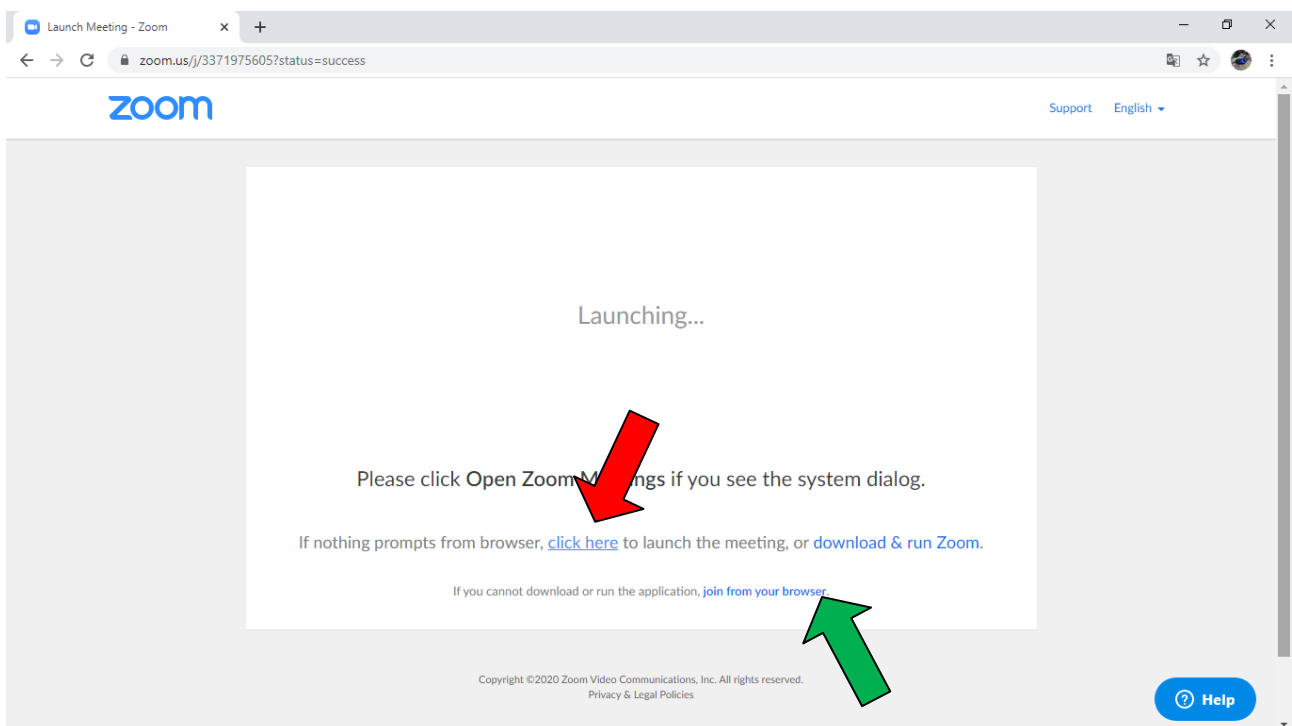 Launch Meeting - Zoom
zoom.us/j/3371975605?status=success
zoom
Support English
Launching...
Please click Open Zoom ngs if you see the system dialog.
If nothing prompts from browser, click here to launch the meeting, or download & run Zoom.
If you cannot download or run the application, join from your browser.
Copyright ©2020 Zoom Video Communications, Inc. All rights reserved.
Privacy & Legal Policies
Help